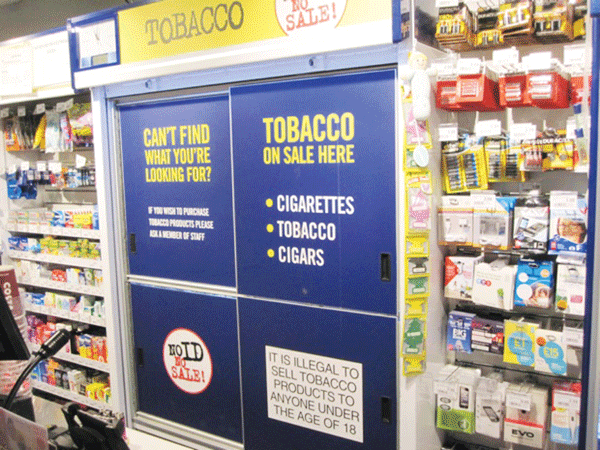 TOBACCO
NO
SALE!
CAN'T FIND
WHAT YOU'RE
LOOKING FOR?
IF YOU WISH TO PURCHASE
TOBACCO PRODUCTS PLEASE
ASK A MEMBER OF STAFF
TOBACCO
ON SALE HERE
• CIGARETTES
• TOBACCO
• CIGARS
NO ID
NO
SALE!
IT IS ILLEGAL TO
SELL TOBACCO
PRODUCTS TO
ANYONE UNDER
THE AGE OF 18
BIG
£15
EVO